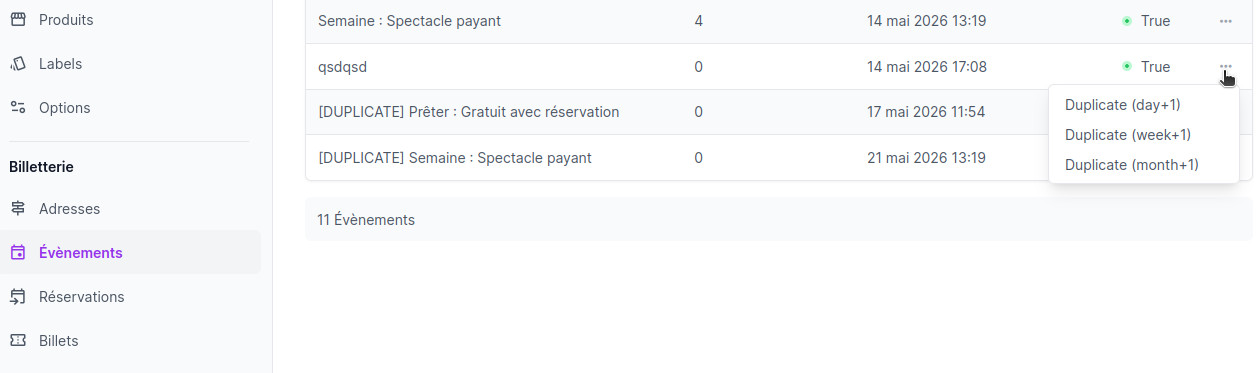 Produits
Labels
Options
Billetterie
Adresses
Évènements
Réservations
Billets
Semaine : Spectacle payant 4 14 mai 2026 13:19 True
qsdqsd 0 14 mai 2026 17:08 True
[DUPLICATE] Prêter : Gratuit avec réservation 0 17 mai 2026 11:54
[DUPLICATE] Semaine : Spectacle payant 0 21 mai 2026 13:19
Duplicate (day+1)
Duplicate (week+1)
Duplicate (month+1)
11 Évènements